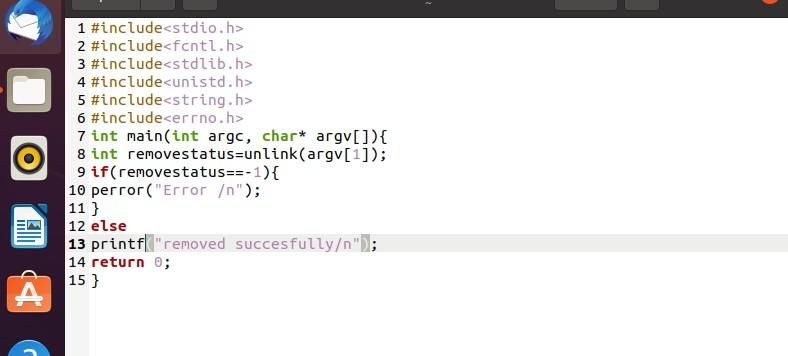 ~
1 #include<stdio.h>
2 #include<fcntl.h>
3 #include<stdlib.h>
4 #include<unistd.h>
5 #include<string.h>
6 #include<errno.h>
7 int main(int argc, char* argv[]){
8 int removestatus=unlink(argv[1]);
9 if(removestatus==-1){
10 perror("Error /n");
11 }
12 else
13 printf("removed succesfully/n");
14 return 0;
15 }